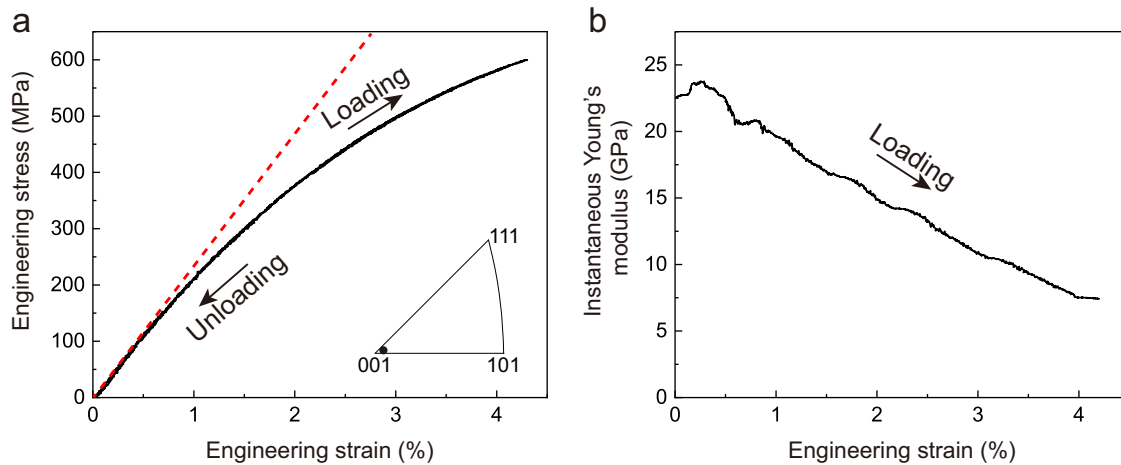 a
Engineering stress (MPa)
600
500
400
300
200
100
0
0
1
2
3
4
Engineering strain (%)
Loading
Unloading
111
001
101
b
Instantaneous Young's
modulus (GPa)
25
20
15
10
5
0
0
1
2
3
4
Engineering strain (%)
Loading